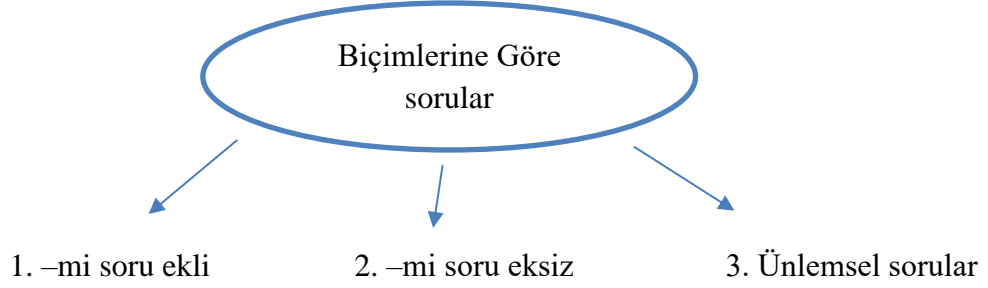 Biçimlerine Göre
sorular
1. –mi soru ekli
2. –mi soru eksiz
3. Ünlemsel sorular